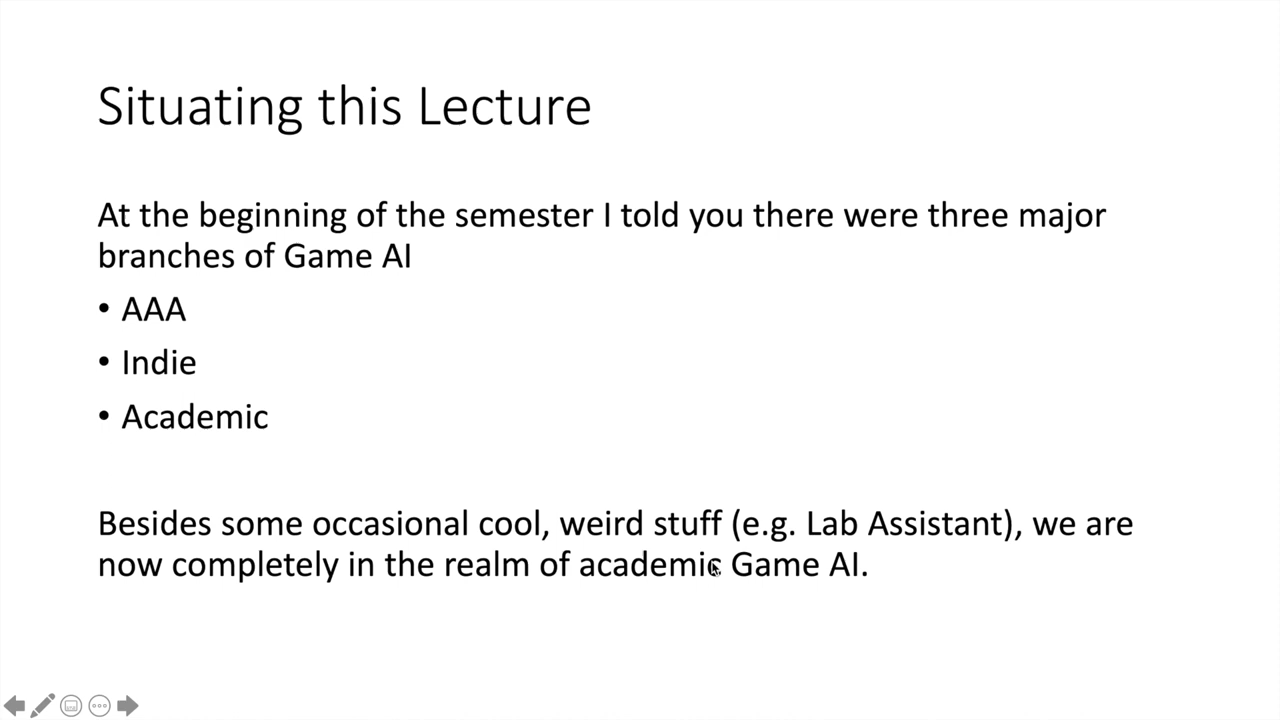 Situating this Lecture
At the beginning of the semester I told you there were three major
branches of Game AI
• AAA
• Indie
• Academic
Besides some occasional cool, weird stuff (e.g. Lab Assistant), we are
now completely in the realm of academic Game AI.